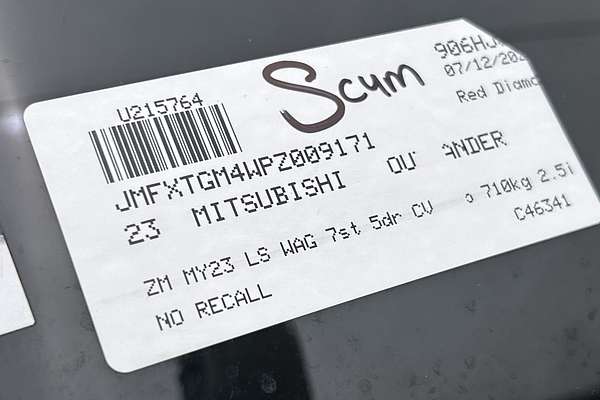 U215764
Scum
906HJ
07/12/202
Red Diamo
JMFXTGM4WPZ009171
23 MITSUBISHI OU ANDER
ZM MY23 LS WAG 7st 5dr CV o 710kg 2.5i
C46341
NO RECALL